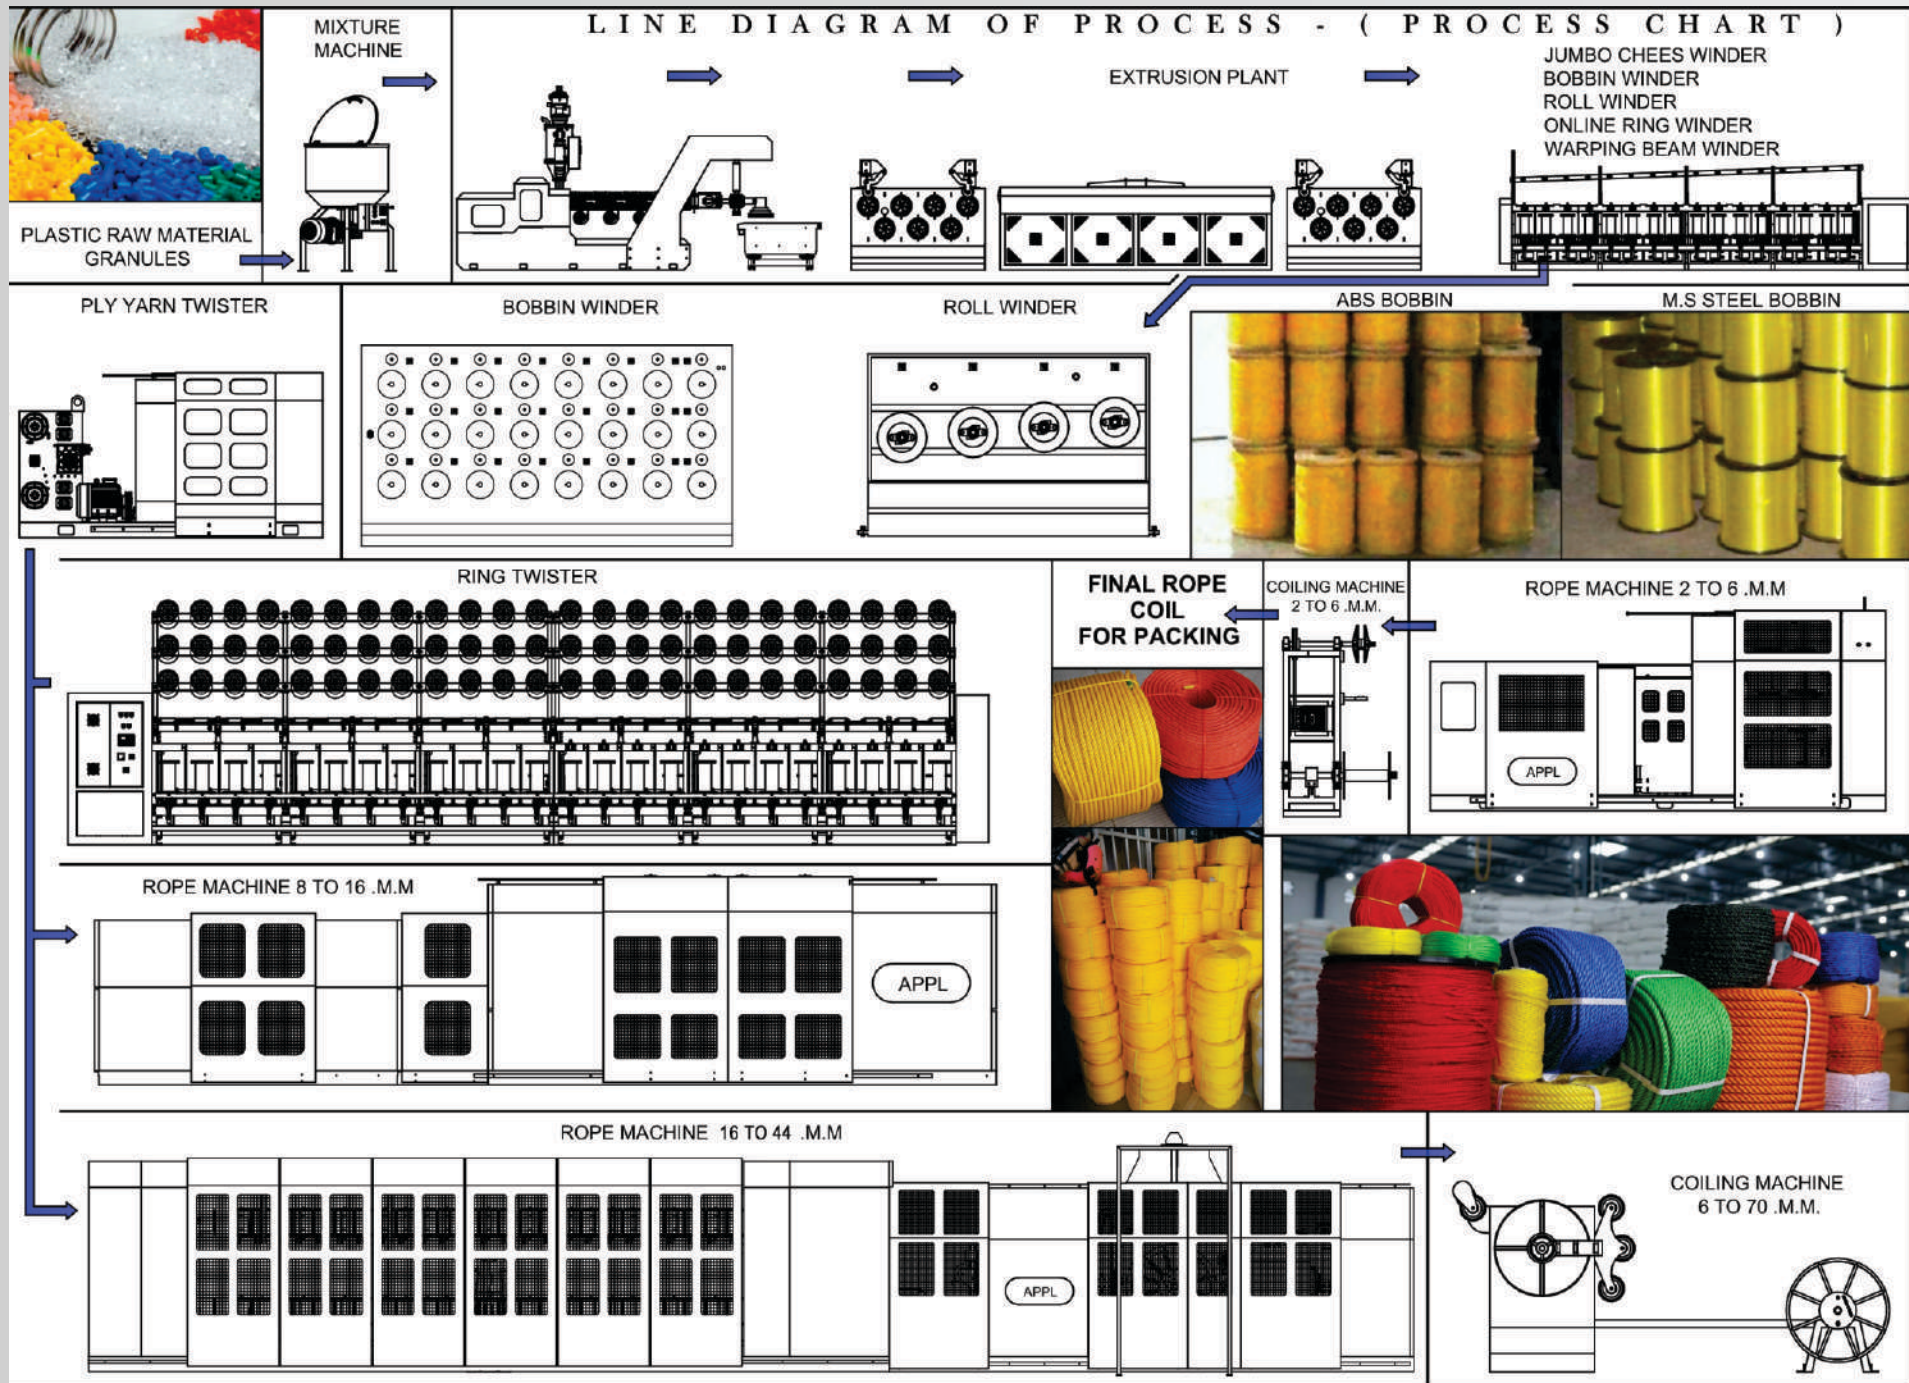 LINE DIAGRAM OF PROCESS - ( PROCESS CHART )
MIXTURE
MACHINE
EXTRUSION PLANT
JUMBO CHEES WINDER
BOBBIN WINDER
ROLL WINDER
ONLINE RING WINDER
WARPING BEAM WINDER
PLASTIC RAW MATERIAL
GRANULES
PLY YARN TWISTER
BOBBIN WINDER
ROLL WINDER
ABS BOBBIN
M.S STEEL BOBBIN
RING TWISTER
FINAL ROPE
COIL
FOR PACKING
COILING MACHINE
2 TO 6 .M.M.
ROPE MACHINE 2 TO 6 .M.M
APPL
ROPE MACHINE 8 TO 16 .M.M
APPL
ROPE MACHINE 16 TO 44 .M.M
APPL
COILING MACHINE
6 TO 70 .M.M.